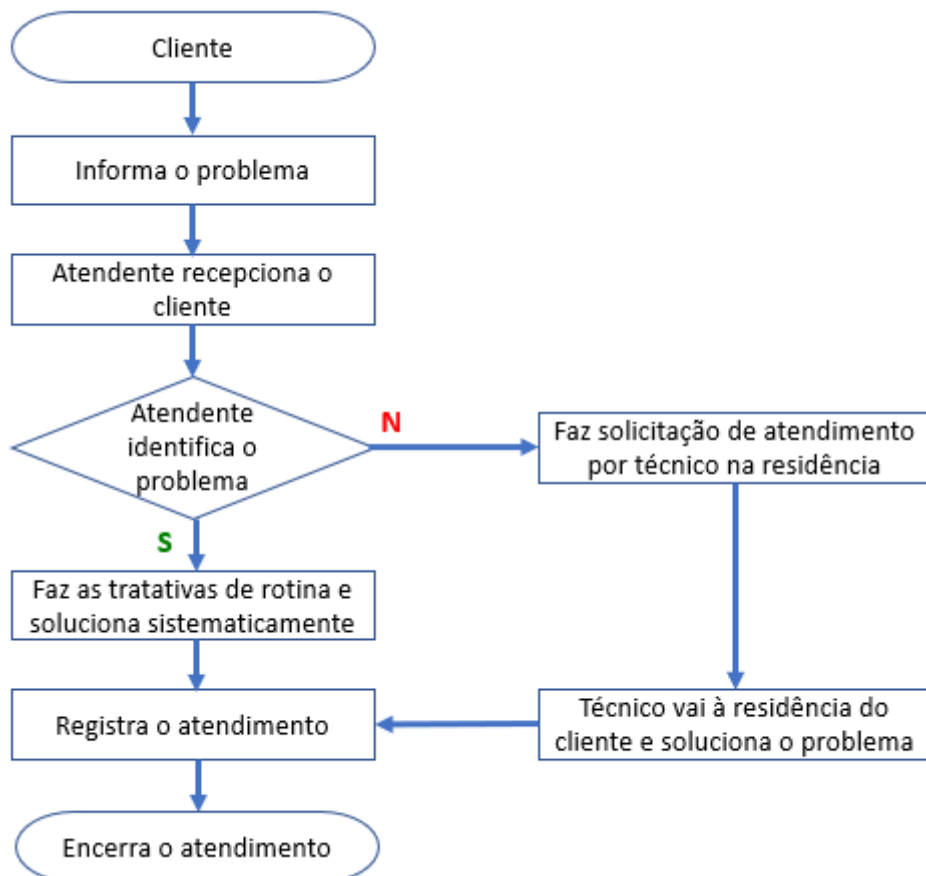 Cliente
Informa o problema
Atendente recepciona o
cliente
Atendente
identifica o
problema
N
Faz solicitação de atendimento
por técnico na residência
S
Faz as tratativas de rotina e
soluciona sistematicamente
Técnico vai à residência do
cliente e soluciona o problema
Registra o atendimento
Encerra o atendimento